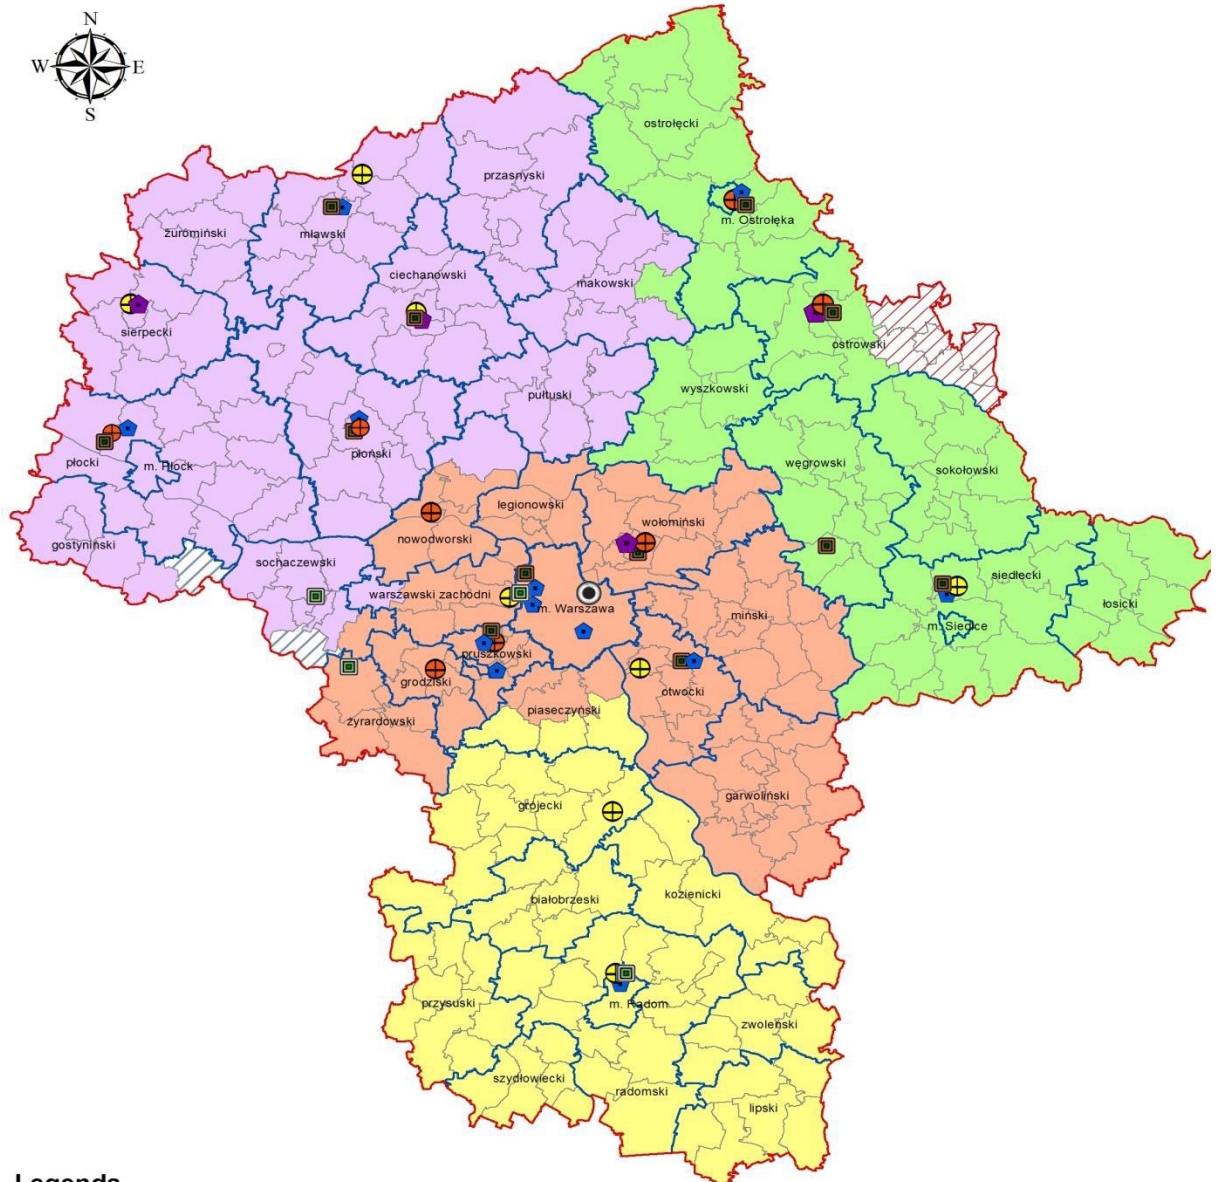 N
W E
S
ostrołęcki
przasnyski
m. Ostrołęka
żuromiński
mławski
ciechanowski
makowski
sierpecki
ostrowski
wyszkowski
pułtuski
płocki
m. Płock
płoński
węgrowski
sokołowski
legionowski
wołomiński
nowodworski
gostyniński
sochaczewski
siedlecki
warszawski zachodni
m. Warszawa
miński
łosicki
m. Siedlce
pruszkowski
grodziski
otwocki
piaseczyński
żyrardowski
garwoliński
grójecki
kozienicki
białobrzeski
przysuski
m. Radom
zwoleński
szydłowiecki
radomski
lipski
Legenda